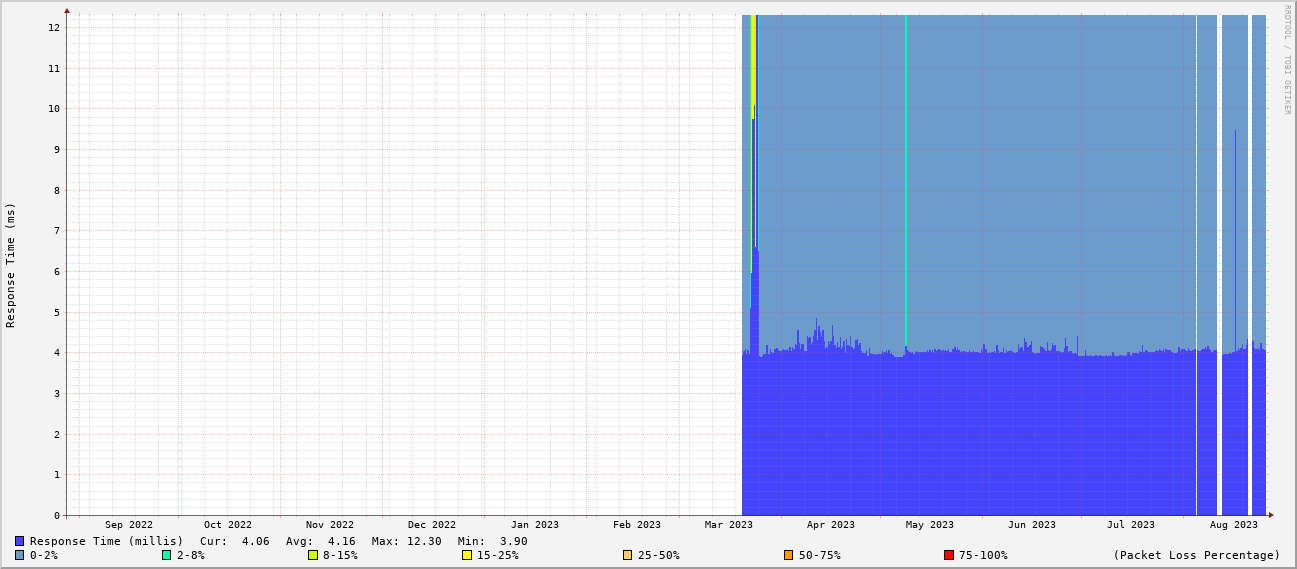 RRDTOOL / TOBI OETIKER
Response Time (ms)
12
11
10
9
8
7
6
5
4
3
2
1
0
Sep 2022 Oct 2022 Nov 2022 Dec 2022 Jan 2023 Feb 2023 Mar 2023 Apr 2023 May 2023 Jun 2023 Jul 2023 Aug 2023
Response Time (millis) Cur: 4.06 Avg: 4.16 Max: 12.30 Min: 3.90
0-2% 2-8% 8-15% 15-25% 25-50% 50-75% 75-100% (Packet Loss Percentage)